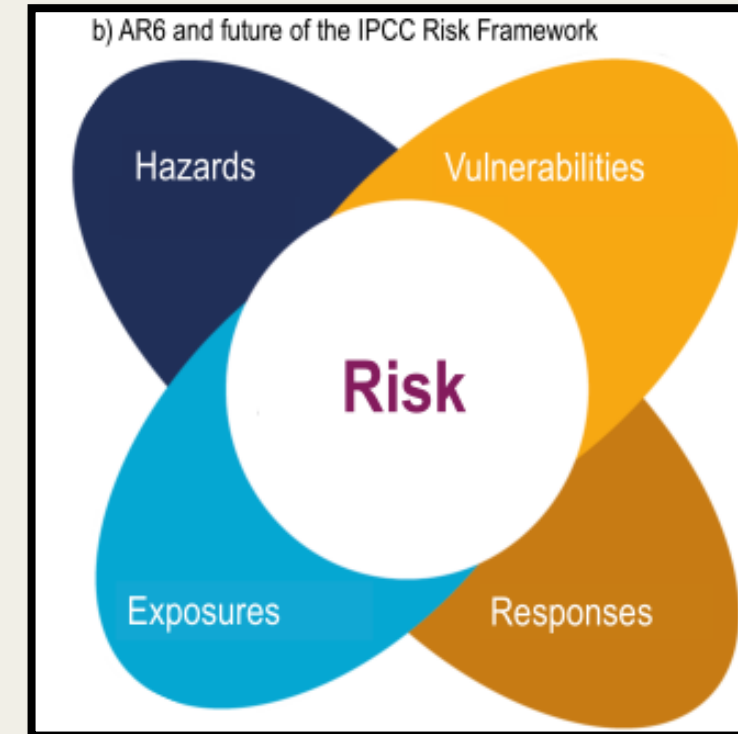 b) AR6 and future of the IPCC Risk Framework
Hazards
Vulnerabilities
Risk
Exposures
Responses